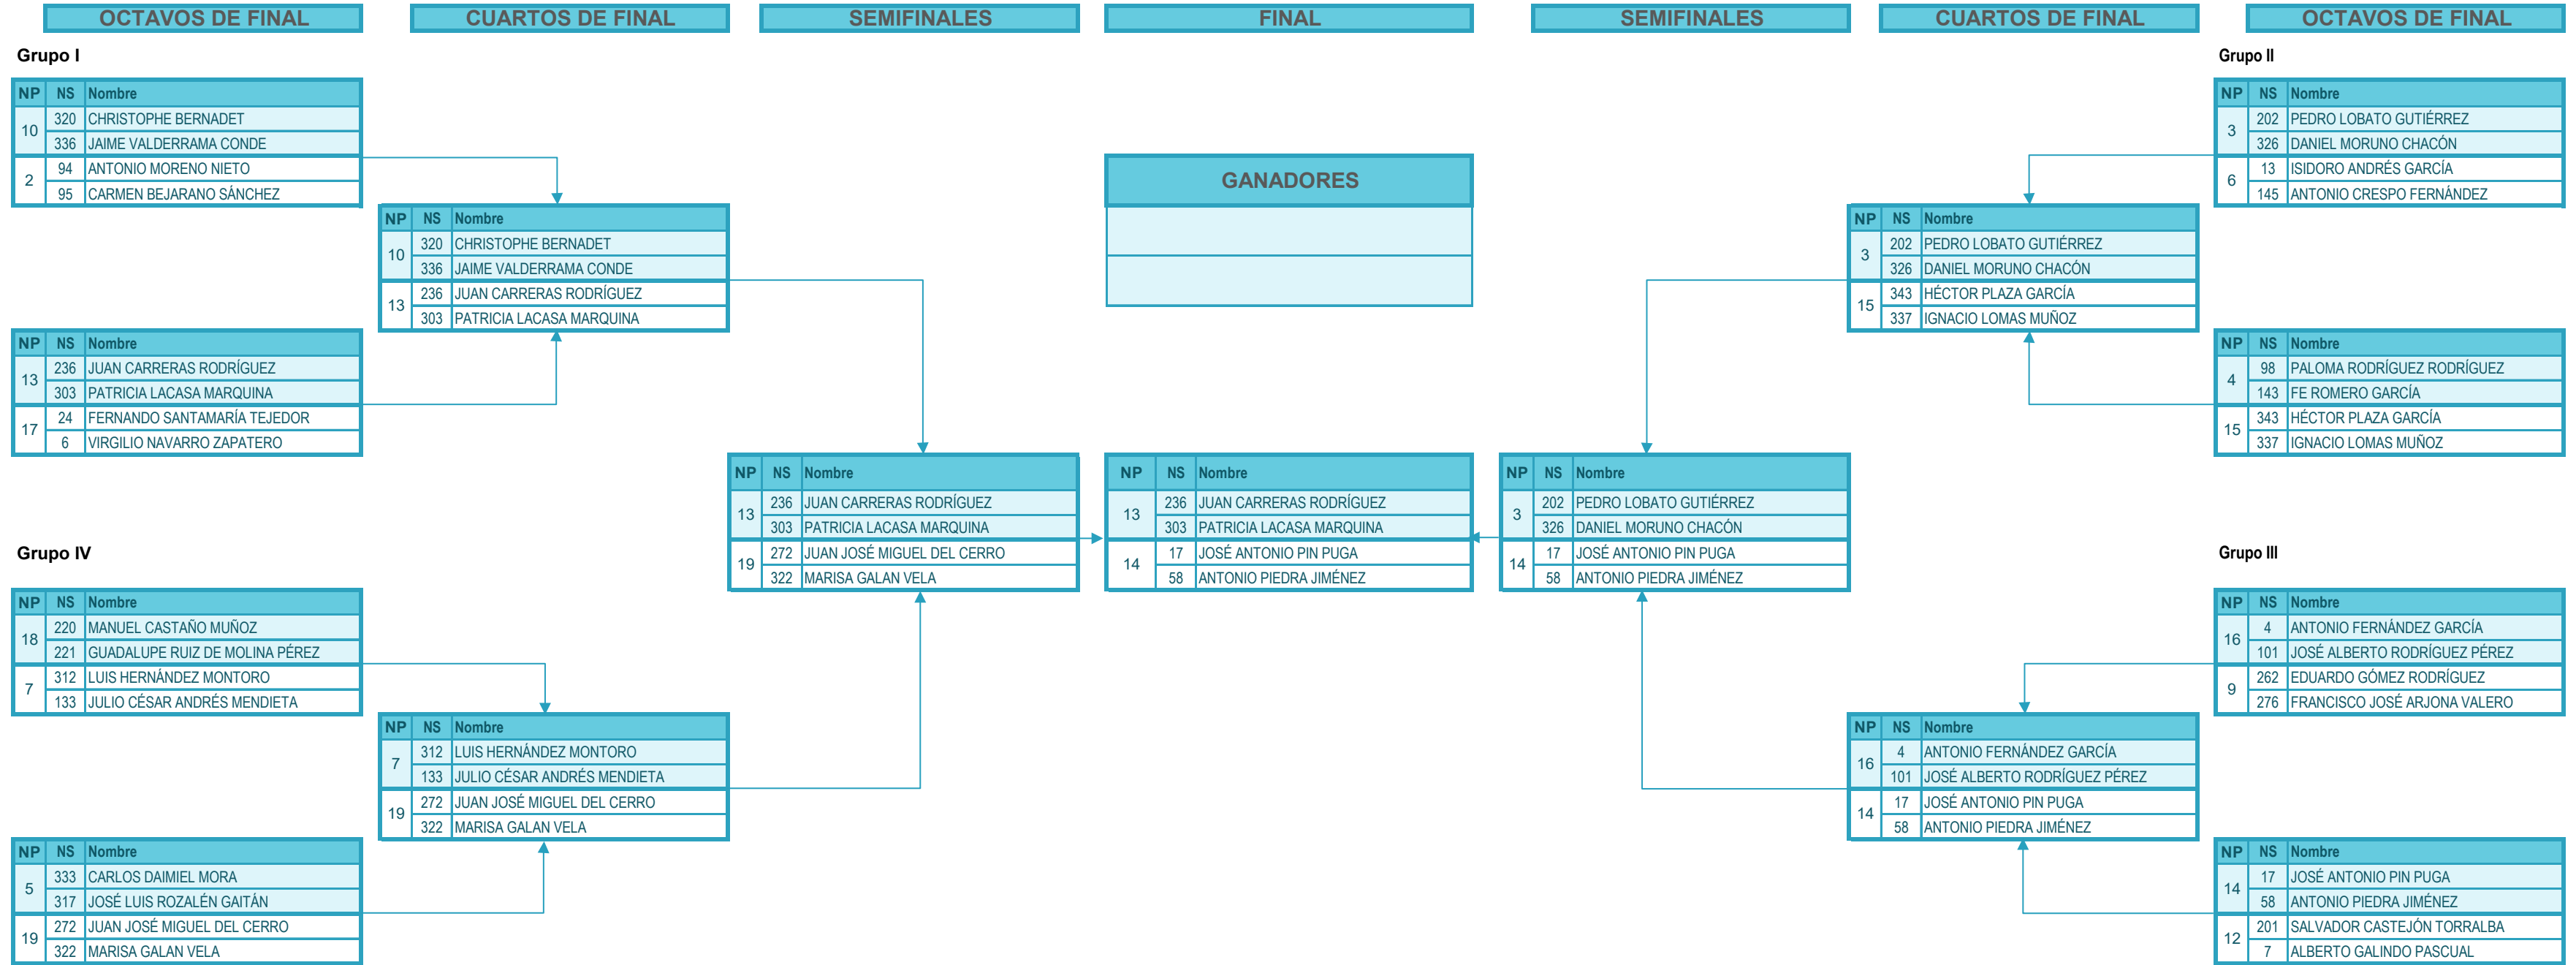 OCTAVOS DE FINAL CUARTOS DE FINAL SEMIFINALES FINAL SEMIFINALES CUARTOS DE FINAL OCTAVOS DE FINAL
Grupo I
NP NS Nombre
10 320 CHRISTOPHE BERNADET
336 JAIME VALDERRAMA CONDE
2 94 ANTONIO MORENO NIETO
95 CARMEN BEJARANO SÁNCHEZ
NP NS Nombre
13 236 JUAN CARRERAS RODRÍGUEZ
303 PATRICIA LACASA MARQUINA
17 24 FERNANDO SANTAMARÍA TEJEDOR
6 VIRGILIO NAVARRO ZAPATERO
Grupo IV
NP NS Nombre
18 220 MANUEL CASTAÑO MUÑOZ
221 GUADALUPE RUIZ DE MOLINA PÉREZ
7 312 LUIS HERNÁNDEZ MONTORO
133 JULIO CÉSAR ANDRÉS MENDIETA
NP NS Nombre
5 333 CARLOS DAIMIEL MORA
317 JOSÉ LUIS ROZALÉN GAITÁN
19 272 JUAN JOSÉ MIGUEL DEL CERRO
322 MARISA GALAN VELA
NP NS Nombre
10 320 CHRISTOPHE BERNADET
336 JAIME VALDERRAMA CONDE
13 236 JUAN CARRERAS RODRÍGUEZ
303 PATRICIA LACASA MARQUINA
NP NS Nombre
7 312 LUIS HERNÁNDEZ MONTORO
133 JULIO CÉSAR ANDRÉS MENDIETA
19 272 JUAN JOSÉ MIGUEL DEL CERRO
322 MARISA GALAN VELA
NP NS Nombre
13 236 JUAN CARRERAS RODRÍGUEZ
303 PATRICIA LACASA MARQUINA
19 272 JUAN JOSÉ MIGUEL DEL CERRO
322 MARISA GALAN VELA
GANADORES
NP NS Nombre
13 236 JUAN CARRERAS RODRÍGUEZ
303 PATRICIA LACASA MARQUINA
14 17 JOSÉ ANTONIO PIN PUGA
58 ANTONIO PIEDRA JIMÉNEZ
NP NS Nombre
3 202 PEDRO LOBATO GUTIÉRREZ
326 DANIEL MORUNO CHACÓN
14 17 JOSÉ ANTONIO PIN PUGA
58 ANTONIO PIEDRA JIMÉNEZ
NP NS Nombre
3 202 PEDRO LOBATO GUTIÉRREZ
326 DANIEL MORUNO CHACÓN
15 343 HÉCTOR PLAZA GARCÍA
337 IGNACIO LOMAS MUÑOZ
NP NS Nombre
16 4 ANTONIO FERNÁNDEZ GARCÍA
101 JOSÉ ALBERTO RODRÍGUEZ PÉREZ
14 17 JOSÉ ANTONIO PIN PUGA
58 ANTONIO PIEDRA JIMÉNEZ
Grupo II
NP NS Nombre
3 202 PEDRO LOBATO GUTIÉRREZ
326 DANIEL MORUNO CHACÓN
6 13 ISIDORO ANDRÉS GARCÍA
145 ANTONIO CRESPO FERNÁNDEZ
NP NS Nombre
4 98 PALOMA RODRÍGUEZ RODRÍGUEZ
143 FE ROMERO GARCÍA
15 343 HÉCTOR PLAZA GARCÍA
337 IGNACIO LOMAS MUÑOZ
Grupo III
NP NS Nombre
16 4 ANTONIO FERNÁNDEZ GARCÍA
101 JOSÉ ALBERTO RODRÍGUEZ PÉREZ
9 262 EDUARDO GÓMEZ RODRÍGUEZ
276 FRANCISCO JOSÉ ARJONA VALERO
NP NS Nombre
14 17 JOSÉ ANTONIO PIN PUGA
58 ANTONIO PIEDRA JIMÉNEZ
12 201 SALVADOR CASTEJÓN TORRALBA
7 ALBERTO GALINDO PASCUAL